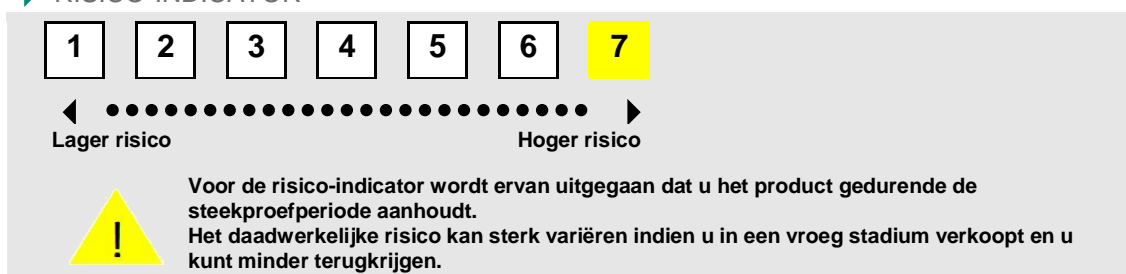 RISICO-INDICATOR
1 2 3 4 5 6 7
Lager risico Hoger risico
Voor de risico-indicator wordt ervan uitgegaan dat u het product gedurende de
steekproefperiode aanhoudt.
Het daadwerkelijke risico kan sterk variëren indien u in een vroeg stadium verkoopt en u
kunt minder terugkrijgen.